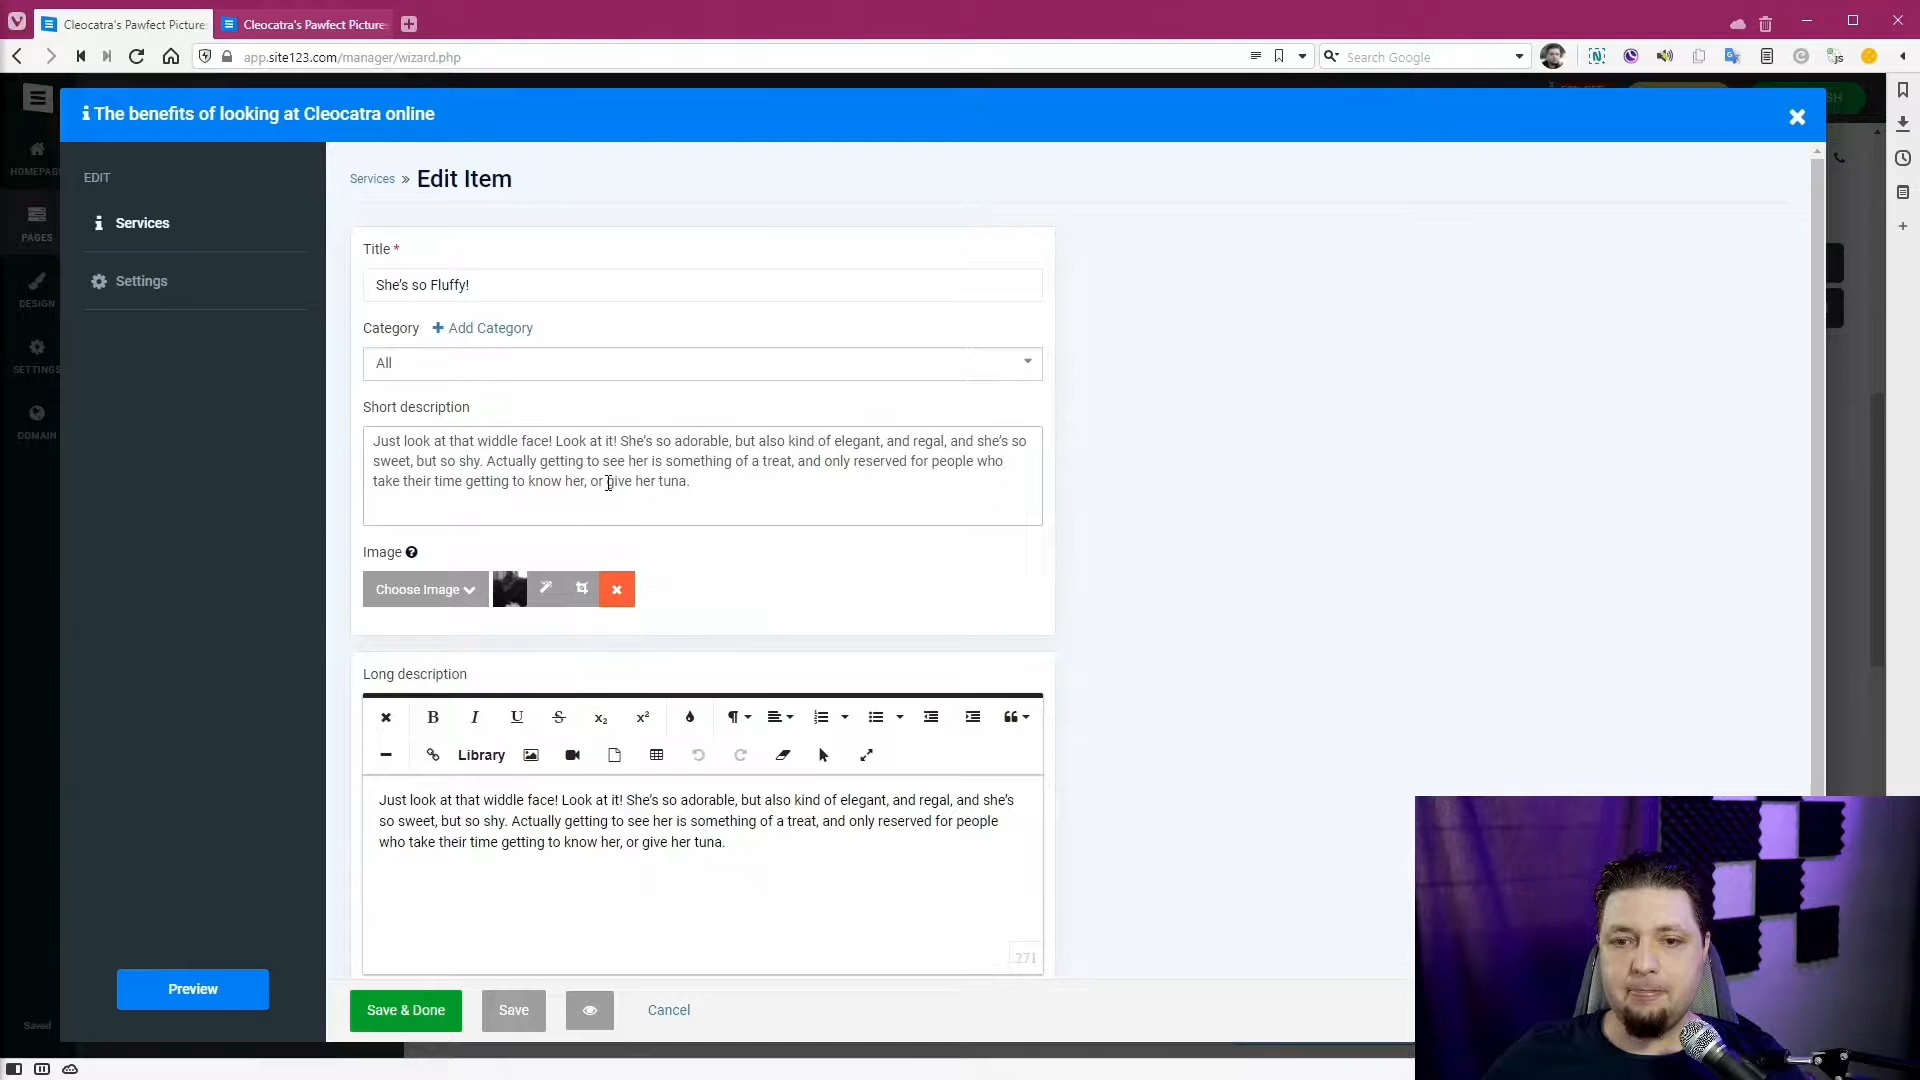 Cleocatra's Pawfect Picture
Cleocatra's Pawfect Picture
app.site123.com/manager/wizard.php
Search Google
The benefits of looking at Cleocatra online
HOMEPAG
PAGES
DESIGN
SETTINGS
DOMAIN
Saved
EDIT
Services
Settings
Preview
Services » Edit Item
Title *
She's so Fluffy!
Category + Add Category
All
Short description
Just look at that widdle face! Look at it! She's so adorable, but also kind of elegant, and regal, and she's so
sweet, but so shy. Actually getting to see her is something of a treat, and only reserved for people who
take their time getting to know her, or give her tuna.
Image
Choose Image
Long description
B I U S x₂ x²
Library
Just look at that widdle face! Look at it! She's so adorable, but also kind of elegant, and regal, and she's
so sweet, but so shy. Actually getting to see her is something of a treat, and only reserved for people
who take their time getting to know her, or give her tuna.
271
Save & Done
Save
Cancel